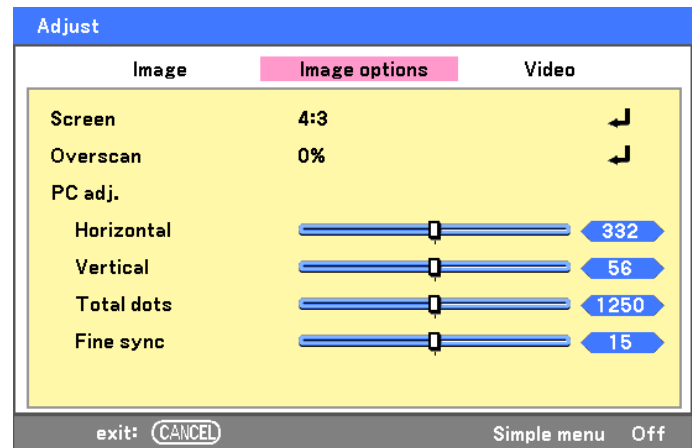 Adjust
Image Image options Video
Screen 4:3
Overscan 0%
PC adj.
Horizontal 332
Vertical 56
Total dots 1250
Fine sync 15
exit: CANCEL Simple menu Off